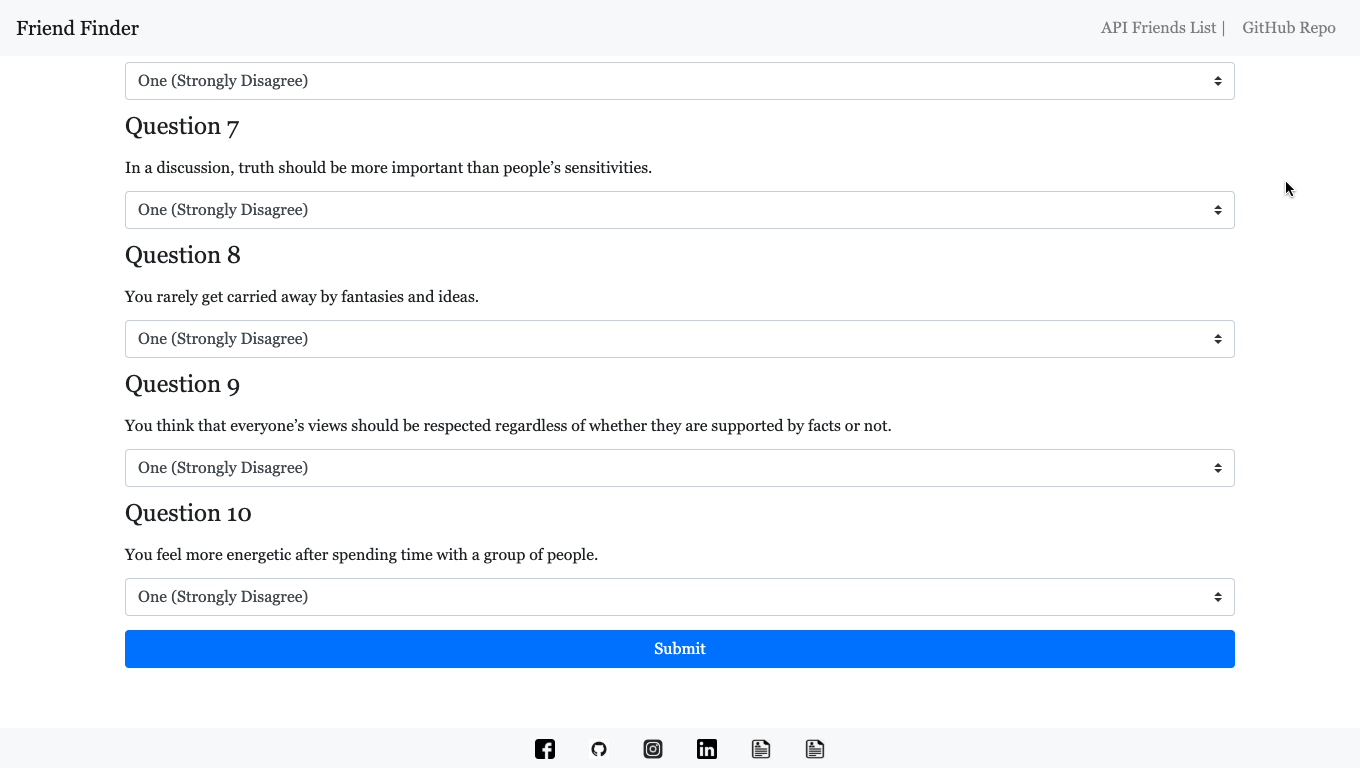 Friend Finder
API Friends List |
GitHub Repo
One (Strongly Disagree)
Question 7
In a discussion, truth should be more important than people’s sensitivities.
One (Strongly Disagree)
Question 8
You rarely get carried away by fantasies and ideas.
One (Strongly Disagree)
Question 9
You think that everyone’s views should be respected regardless of whether they are supported by facts or not.
One (Strongly Disagree)
Question 10
You feel more energetic after spending time with a group of people.
One (Strongly Disagree)
Submit